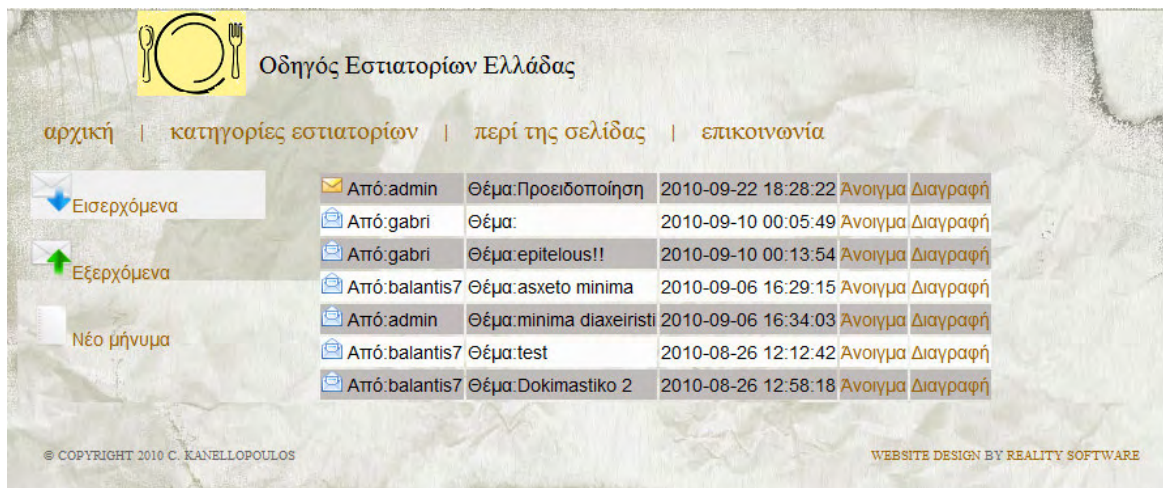 Οδηγός Εστιατορίων Ελλάδας
αρχική | κατηγορίες εστιατορίων | περί της σελίδας | επικοινωνία
Εισερχόμενα
Εξερχόμενα
Νέο μήνυμα
Από:admin Θέμα:Προειδοποίηση 2010-09-22 18:28:22 Άνοιγμα Διαγραφή
Από:gabri Θέμα: 2010-09-10 00:05:49 Άνοιγμα Διαγραφή
Από:gabri Θέμα:epitelous!! 2010-09-10 00:13:54 Άνοιγμα Διαγραφή
Από:balantis7 Θέμα:asxeto minima 2010-09-06 16:29:15 Άνοιγμα Διαγραφή
Από:admin Θέμα:minima diaxeiristi 2010-09-06 16:34:03 Άνοιγμα Διαγραφή
Από:balantis7 Θέμα:test 2010-08-26 12:12:42 Άνοιγμα Διαγραφή
Από:balantis7 Θέμα:Dokimastiko 2 2010-08-26 12:58:18 Άνοιγμα Διαγραφή
© COPYRIGHT 2010 C. KANELLOPOULOS WEBSITE DESIGN BY REALITY SOFTWARE